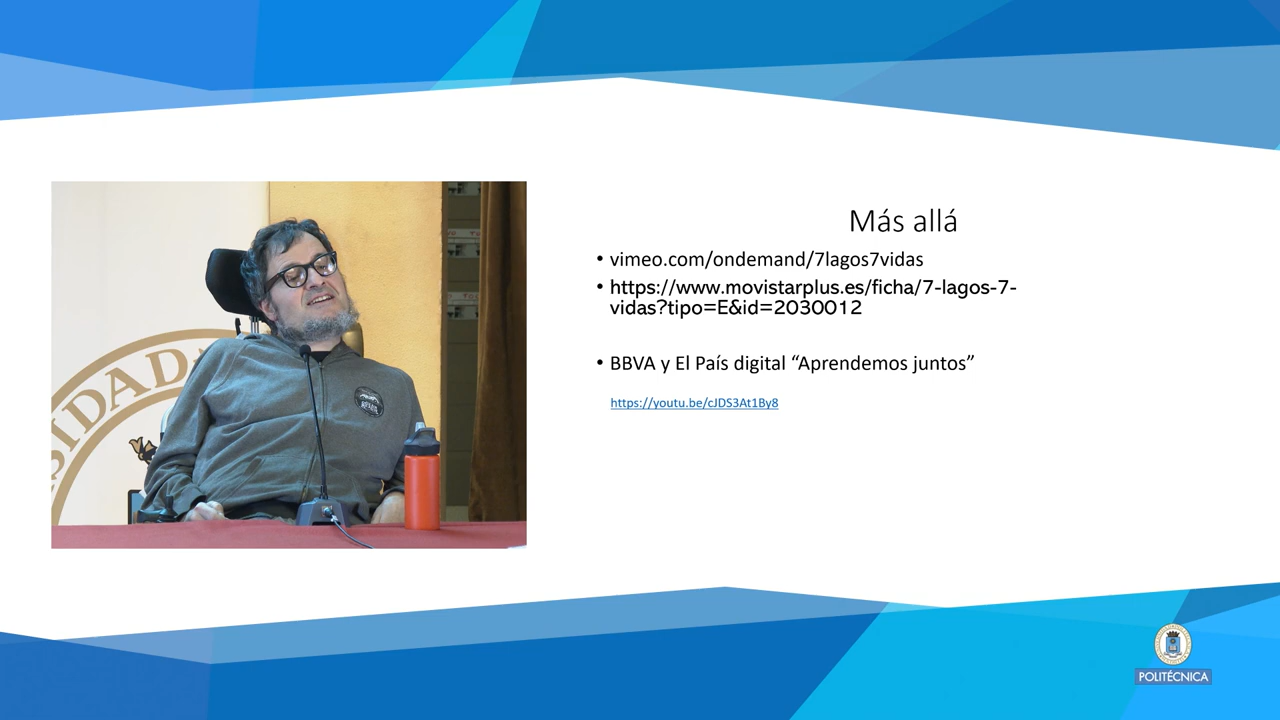 Más allá
• vimeo.com/ondemand/7lagos7vidas
• https://www.movistarplus.es/ficha/7-lagos-7-
vidas?tipo=E&id=2030012
• BBVA y El País digital “Aprendemos juntos”
https://youtu.be/cJDS3At1By8
SIDAD
POLITÉCNICA